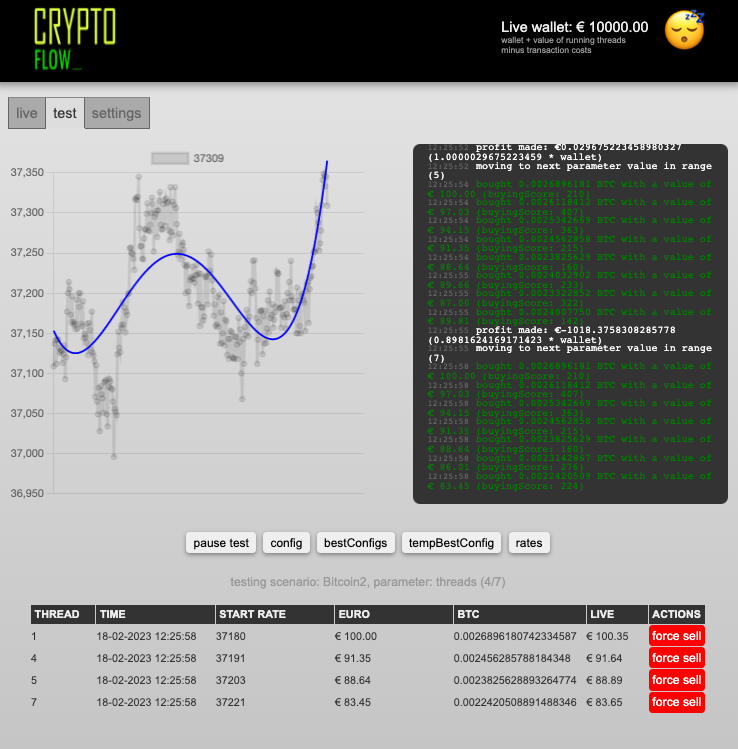 CRYPTO
FLOW_
Live wallet: € 10000.00
wallet + value of running threads
minus transaction costs
live
test
settings
37309
37,350
37,300
37,250
37,200
37,150
37,100
37,050
37,000
36,950
12:25:52 profit made: €0.029675223458980327
(1.0000029675223459 * wallet)
12:25:52 moving to next parameter value in range
(5)
12:25:54 bought 0.0026896181 BTC with a value of
€ 100.00 (buyingScore: 210)
12:25:54 bought 0.0026118412 BTC with a value of
€ 97.03 (buyingScore: 407)
12:25:54 bought 0.0025342669 BTC with a value of
€ 94.15 (buyingScore: 363)
12:25:54 bought 0.0024562858 BTC with a value of
€ 91.35 (buyingScore: 215)
12:25:54 bought 0.0023825629 BTC with a value of
€ 88.64 (buyingScore: 160)
12:25:55 bought 0.0024032902 BTC with a value of
€ 89.66 (buyingScore: 233)
12:25:55 bought 0.0023322852 BTC with a value of
€ 87.00 (buyingScore: 322)
12:25:55 bought 0.0024007750 BTC with a value of
€ 89.81 (buyingScore: 142)
12:25:55 profit made: €-1018.3758308285778
(0.8981624169171423 * wallet)
12:25:55 moving to next parameter value in range
(7)
12:25:58 bought 0.0026896181 BTC with a value of
€ 100.00 (buyingScore: 210)
12:25:58 bought 0.0026118412 BTC with a value of
€ 97.03 (buyingScore: 407)
12:25:58 bought 0.0025342669 BTC with a value of
€ 94.15 (buyingScore: 363)
12:25:58 bought 0.0024562858 BTC with a value of
€ 91.35 (buyingScore: 215)
12:25:58 bought 0.0023825629 BTC with a value of
€ 88.64 (buyingScore: 160)
12:25:58 bought 0.0023142867 BTC with a value of
€ 86.01 (buyingScore: 276)
12:25:58 bought 0.0022420509 BTC with a value of
€ 83.45 (buyingScore: 224)
pause test
config
bestConfigs
tempBestConfig
rates
testing scenario: Bitcoin2, parameter: threads (4/7)
THREAD TIME START RATE EURO BTC LIVE ACTIONS
1 18-02-2023 12:25:58 37180 € 100.00 0.0026896180742334587 € 100.35 force sell
4 18-02-2023 12:25:58 37191 € 91.35 0.002456285788184348 € 91.64 force sell
5 18-02-2023 12:25:58 37203 € 88.64 0.0023825628893264774 € 88.89 force sell
7 18-02-2023 12:25:58 37221 € 83.45 0.0022420508891488346 € 83.65 force sell